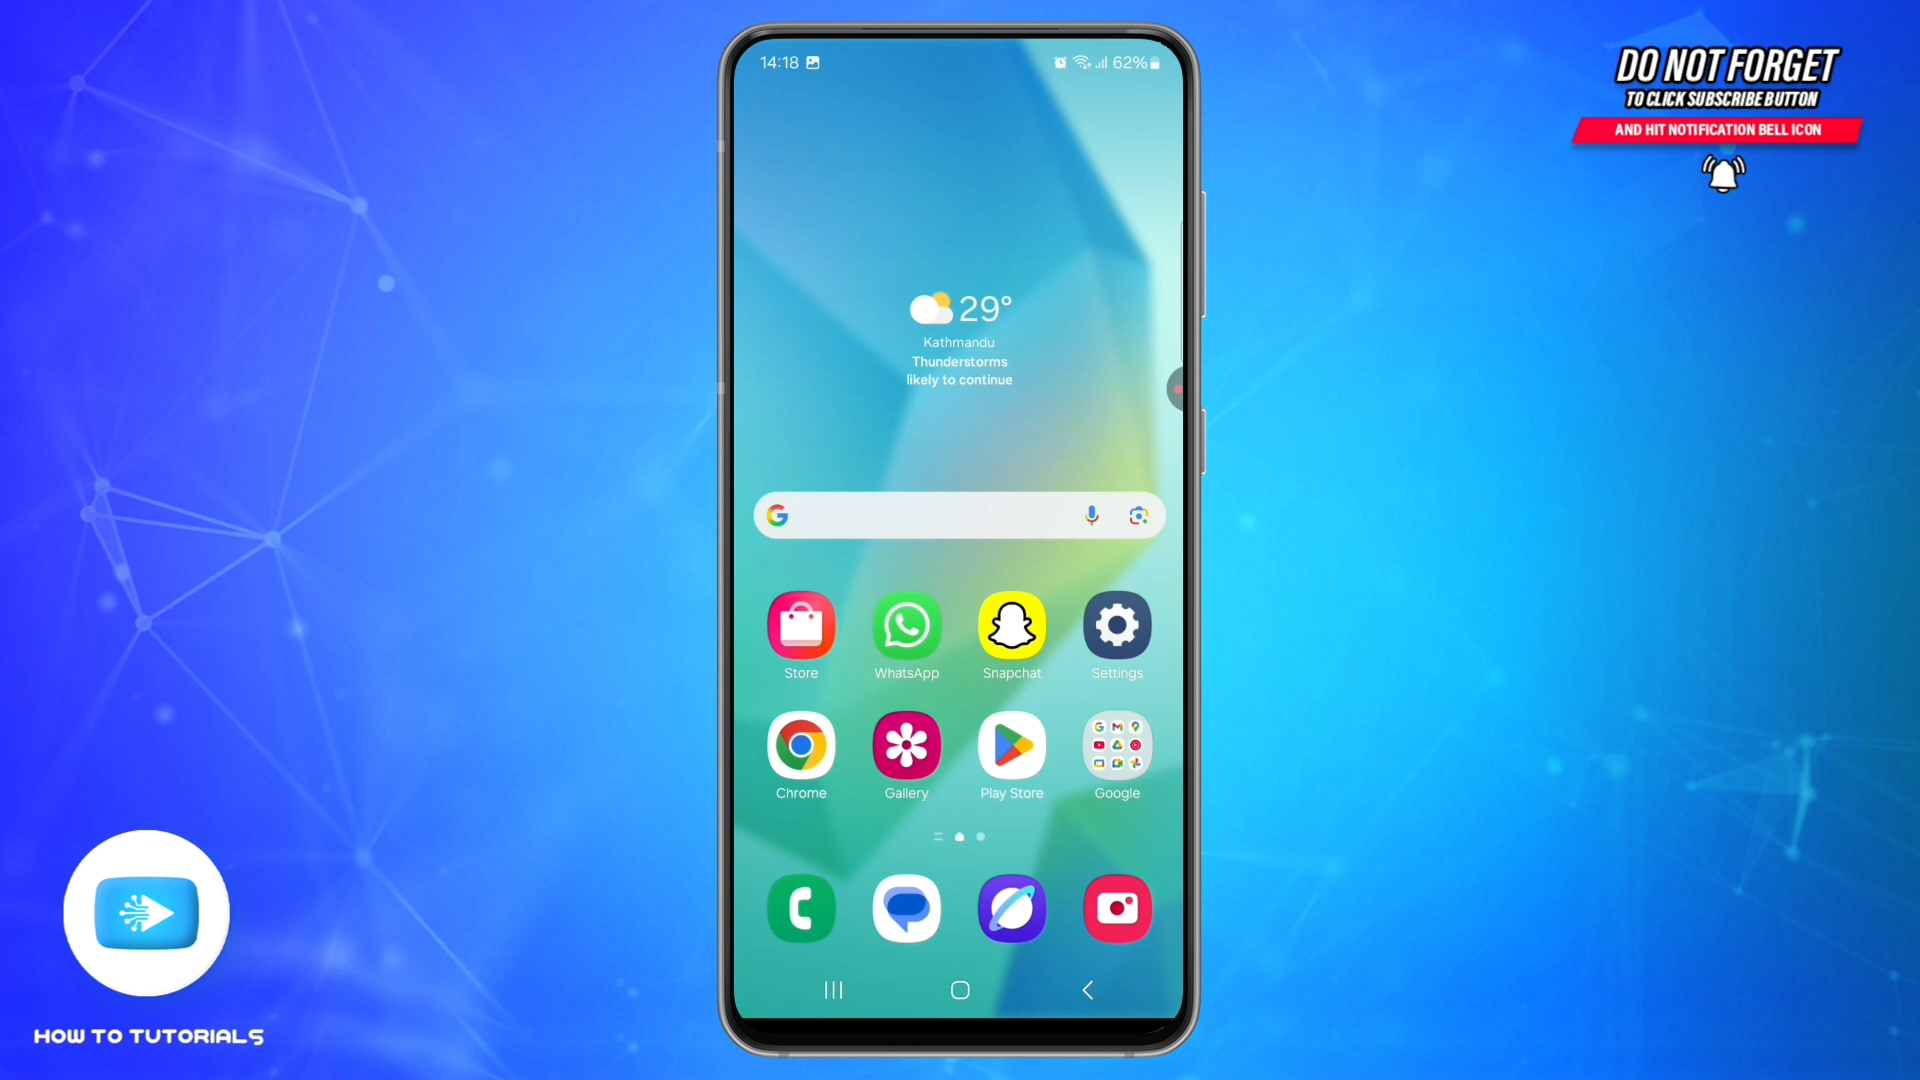 14:18
62%
DO NOT FORGET
TO CLICK SUBSCRIBE BUTTON
AND HIT NOTIFICATION BELL ICON
29°
Kathmandu
Thunderstorms
likely to continue
Store
WhatsApp
Snapchat
Settings
Chrome
Gallery
Play Store
Google
HOW TO TUTORIALS